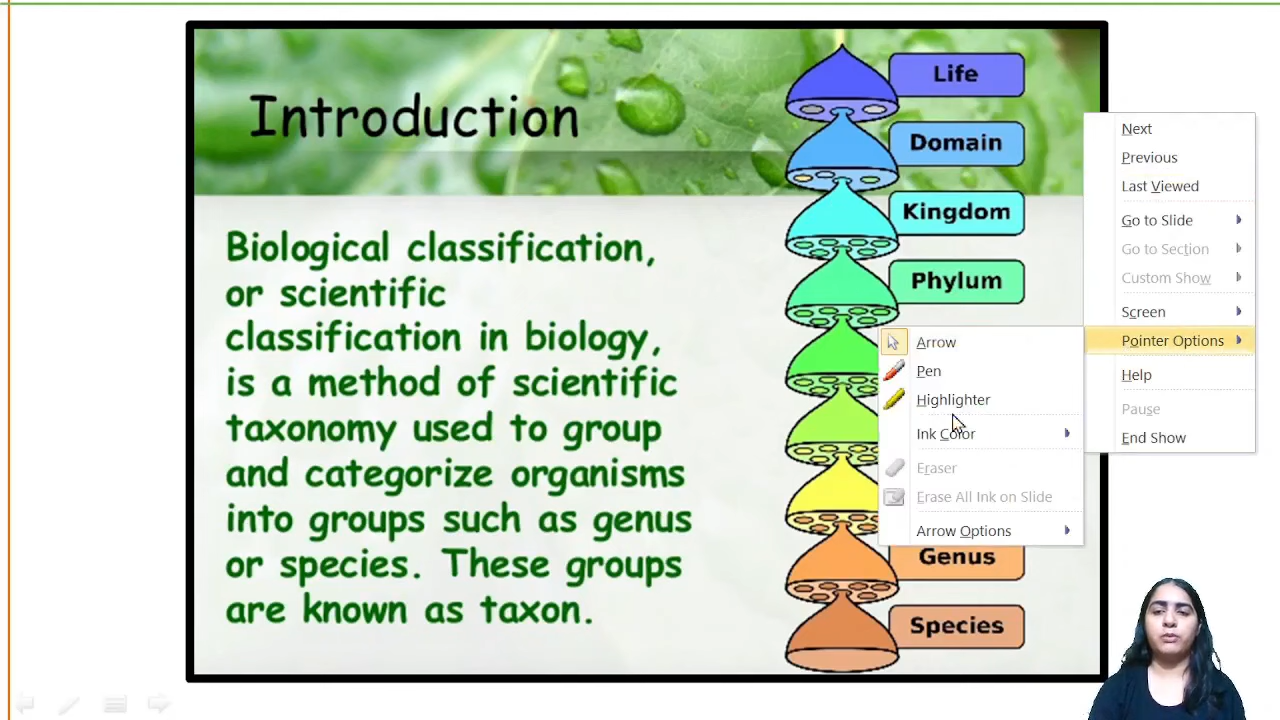 Introduction
Biological classification,
or scientific
classification in biology,
is a method of scientific
taxonomy used to group
and categorize organisms
into groups such as genus
or species. These groups
are known as taxon.
Life
Domain
Kingdom
Phylum
Genus
Species
Next
Previous
Last Viewed
Go to Slide
Go to Section
Custom Show
Screen
Pointer Options
Help
Pause
End Show
Arrow
Pen
Highlighter
Ink Color
Eraser
Erase All Ink on Slide
Arrow Options